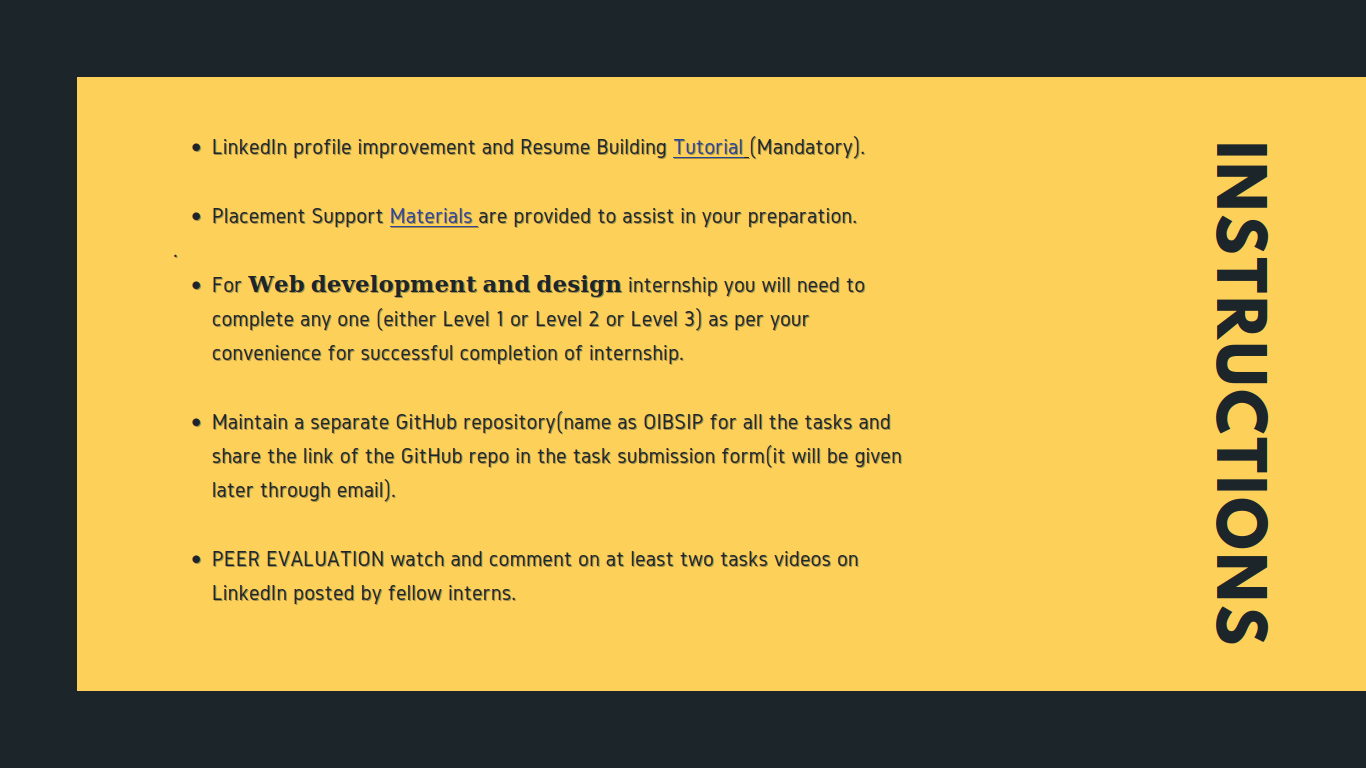 • LinkedIn profile improvement and Resume Building Tutorial (Mandatory).
• Placement Support Materials are provided to assist in your preparation.
• For Web development and design internship you will need to
complete any one (either Level 1 or Level 2 or Level 3) as per your
convenience for successful completion of internship.
• Maintain a separate GitHub repository(name as OIBSIP for all the tasks and
share the link of the GitHub repo in the task submission form(it will be given
later through email).
• PEER EVALUATION watch and comment on at least two tasks videos on
LinkedIn posted by fellow interns.
INSTRUCTIONS